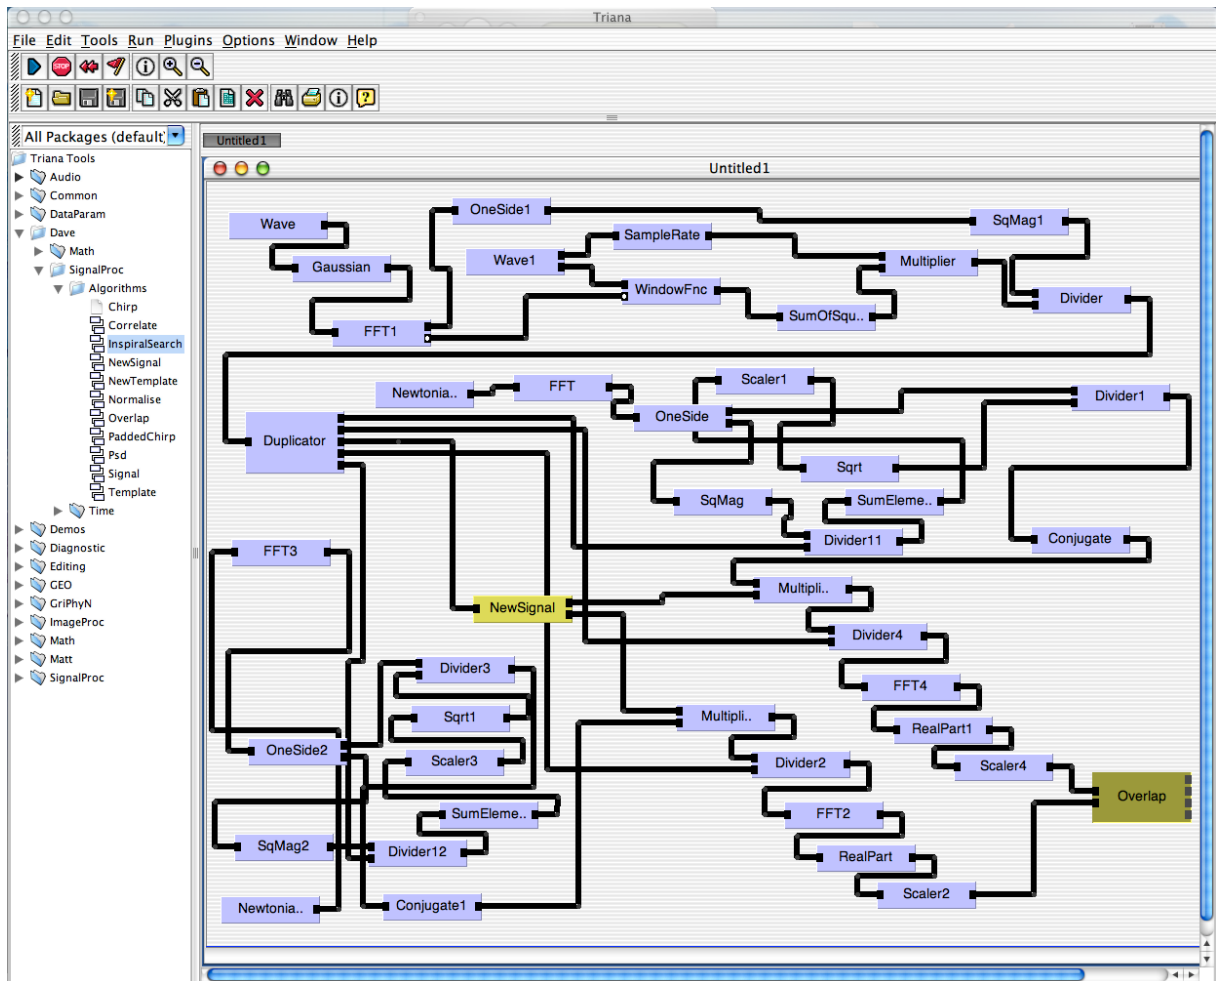 Triana
File Edit Tools Run Plugins Options Window Help
STOP
All Packages (default)
Untitled1
Triana Tools
Audio
Common
DataParam
Dave
Math
SignalProc
Algorithms
Chirp
Correlate
InspiralSearch
NewSignal
NewTemplate
Normalise
Overlap
PaddedChirp
Psd
Signal
Template
Time
Demos
Diagnostic
Editing
GEO
GriPhyN
ImageProc
Math
Matt
SignalProc
Untitled1
OneSide1
Wave
SqMag1
SampleRate
Wave1
Multiplier
Gaussian
WindowFnc
Divider
SumOfSqu..
FFT1
Scaler1
FFT
Newtonia..
Divider1
OneSide
Duplicator
Sqrt
SqMag
SumEleme..
Divider11
Conjugate
FFT3
Multipli..
NewSignal
Divider4
Divider3
FFT4
Sqrt1
Multipli..
RealPart1
OneSide2
Scaler3
Divider2
Scaler4
Overlap
SumEleme..
FFT2
SqMag2
Divider12
RealPart
Scaler2
Newtonia..
Conjugate1